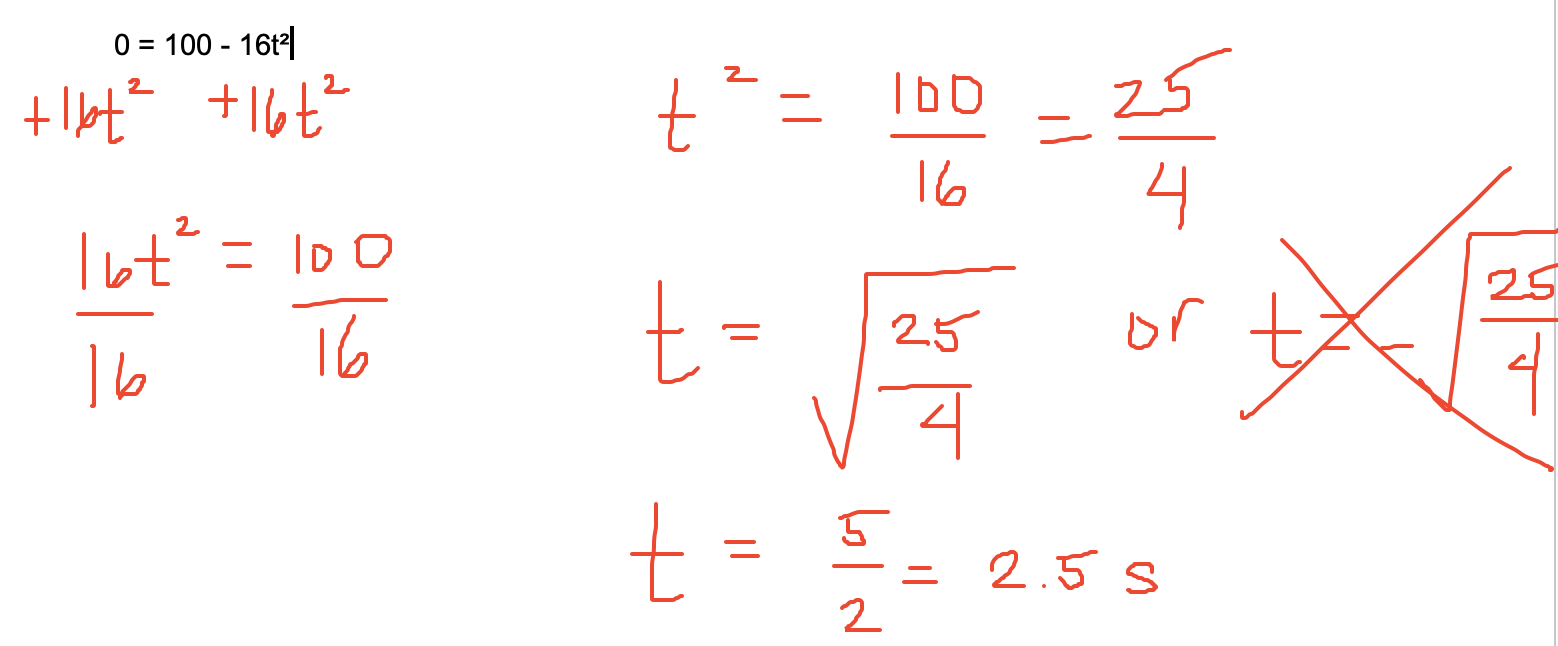 0 = 100 - 16t²
+16t² +16t²
16t² = 100
16 16
t² = 100/16 = 25/4
t = √25/4 or t = -√25/4
t = 5/2 = 2.5 s